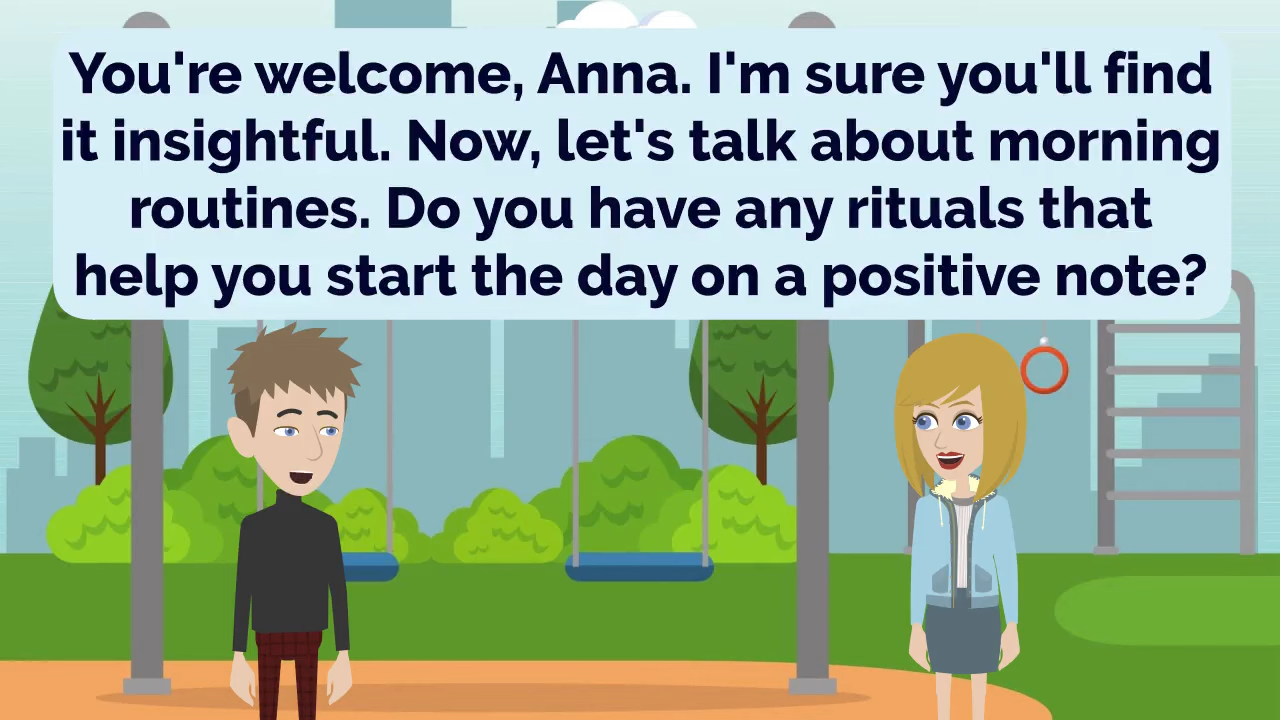 You're welcome, Anna. I'm sure you'll find
it insightful. Now, let's talk about morning
routines. Do you have any rituals that
help you start the day on a positive note?